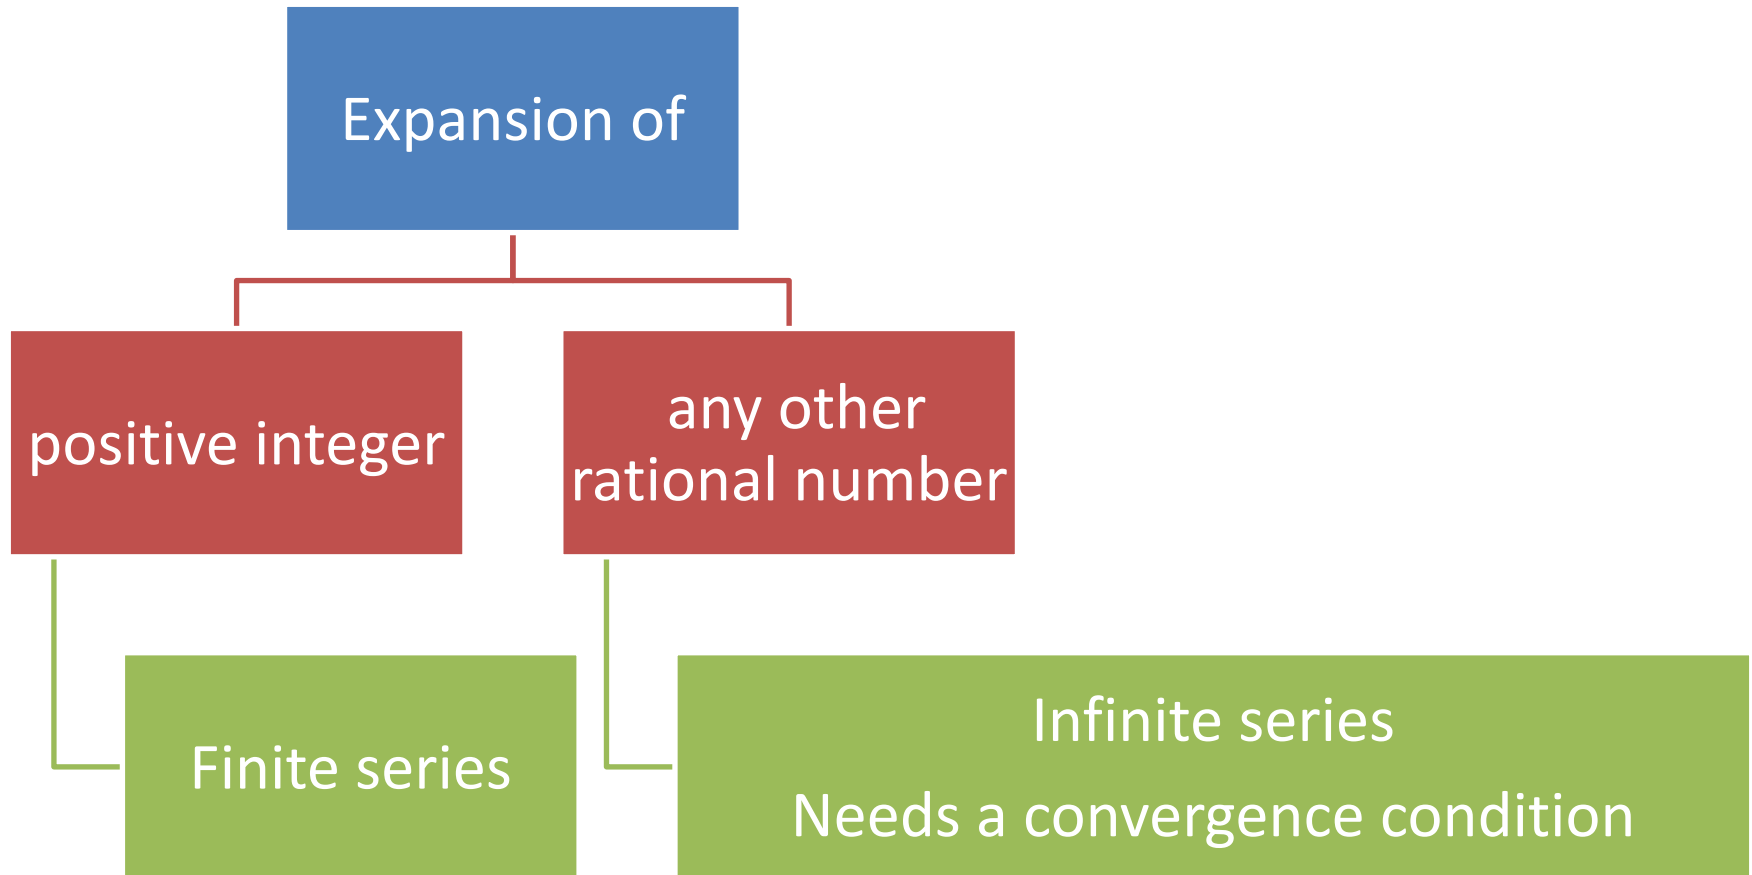 Expansion of
positive integer
any other
rational number
Finite series
Infinite series
Needs a convergence condition